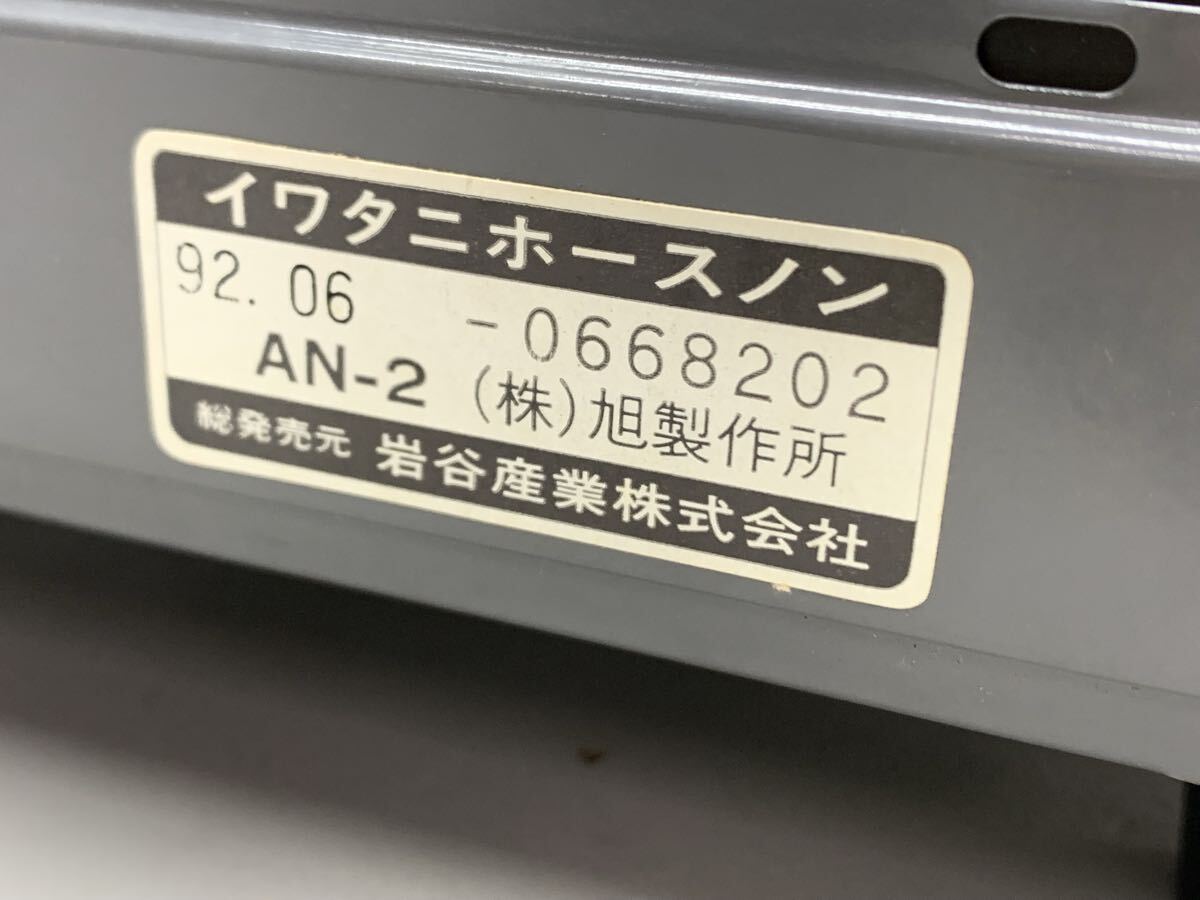 イワタニホースノン
92.06 -0668202
AN-2 (株)旭製作所
総発売元 岩谷産業株式会社